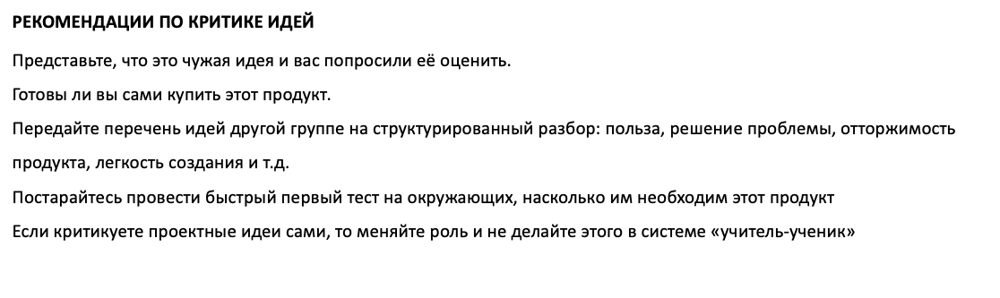 РЕКОМЕНДАЦИИ ПО КРИТИКЕ ИДЕЙ
Представьте, что это чужая идея и вас попросили её оценить.
Готовы ли вы сами купить этот продукт.
Передайте перечень идей другой группе на структурированный разбор: польза, решение проблемы, отторжимость
продукта, легкость создания и т.д.
Постарайтесь провести быстрый первый тест на окружающих, насколько им необходим этот продукт
Если критикуете проектные идеи сами, то меняйте роль и не делайте этого в системе «учитель-ученик»